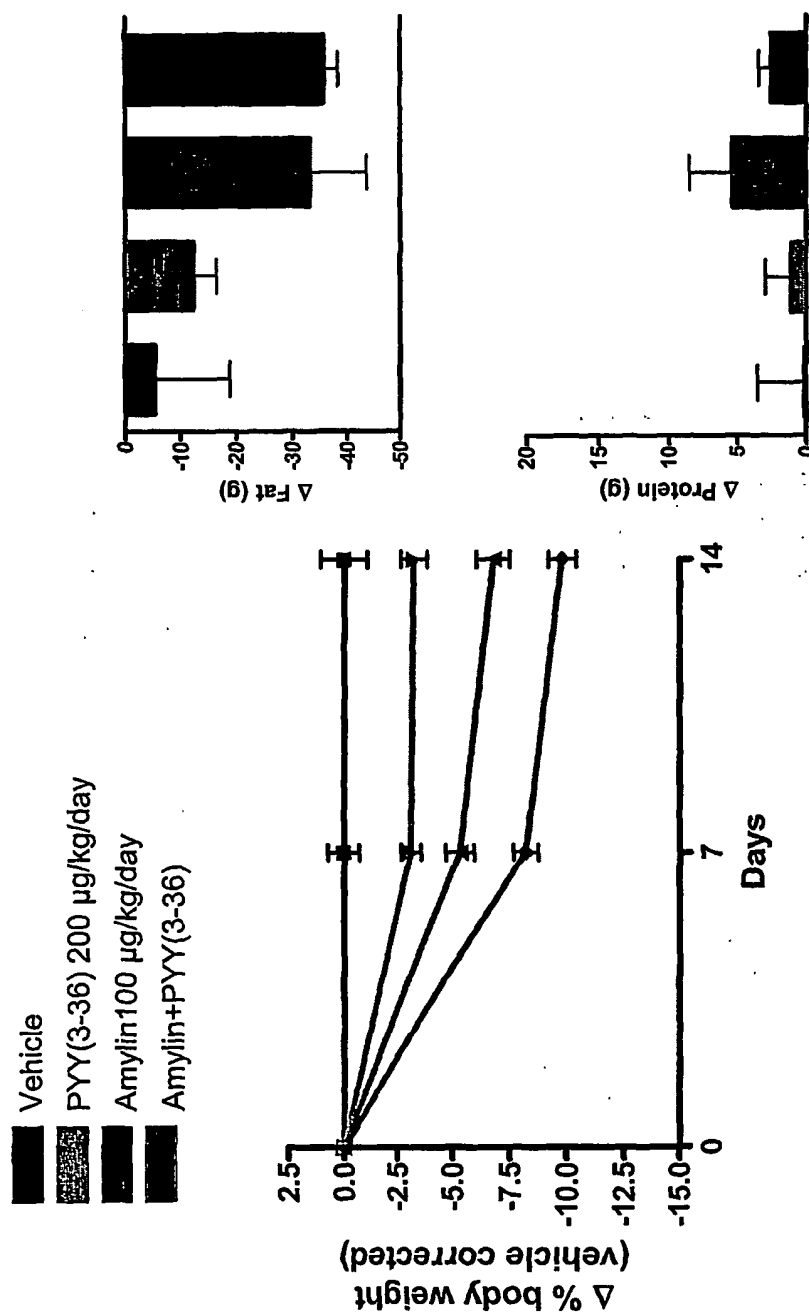 Vehicle
PYY(3-36) 200 µg/kg/day
Amylin100 µg/kg/day
Amylin+PYY(3-36)
Δ % body weight
(vehicle corrected)
2.5
0.0
-2.5
-5.0
-7.5
-10.0
-12.5
-15.0
0
7
14
Days
Δ Fat (g)
0
-10
-20
-30
-40
-50
Δ Protein (g)
20
15
10
5
0